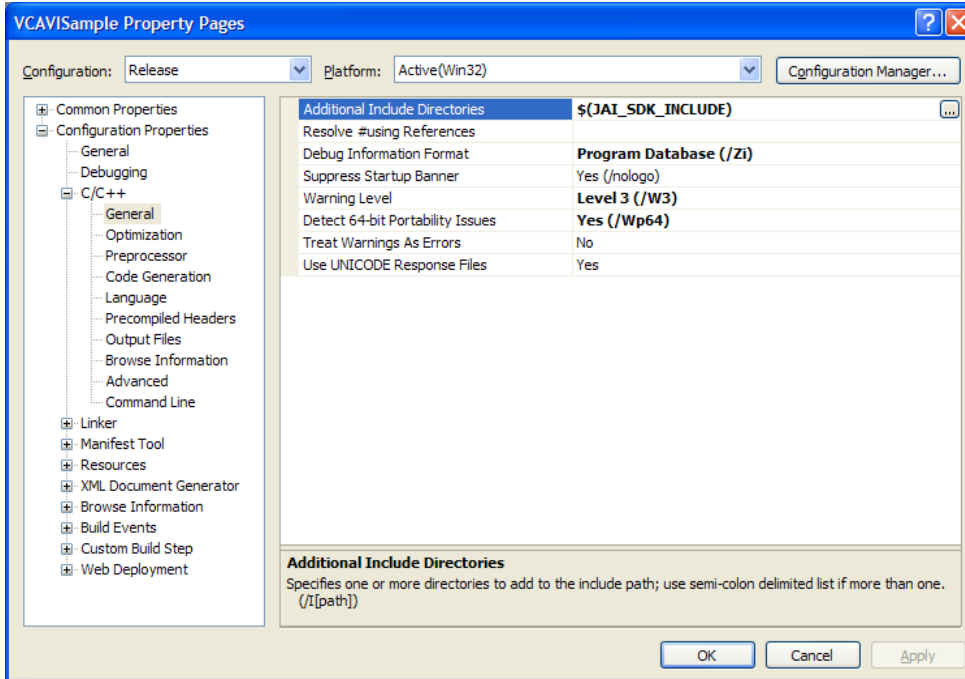 VCAVISample Property Pages
Configuration: Release Platform: Active(Win32) Configuration Manager...
Common Properties
Configuration Properties
General
Debugging
C/C++
General
Optimization
Preprocessor
Code Generation
Language
Precompiled Headers
Output Files
Browse Information
Advanced
Command Line
Linker
Manifest Tool
Resources
XML Document Generator
Browse Information
Build Events
Custom Build Step
Web Deployment
Additional Include Directories $(JAI_SDK_INCLUDE) ...
Resolve #using References
Debug Information Format Program Database (/Zi)
Suppress Startup Banner Yes (/nologo)
Warning Level Level 3 (/W3)
Detect 64-bit Portability Issues Yes (/Wp64)
Treat Warnings As Errors No
Use UNICODE Response Files Yes
Additional Include Directories
Specifies one or more directories to add to the include path; use semi-colon delimited list if more than one.
(/I[path])
OK Cancel Apply